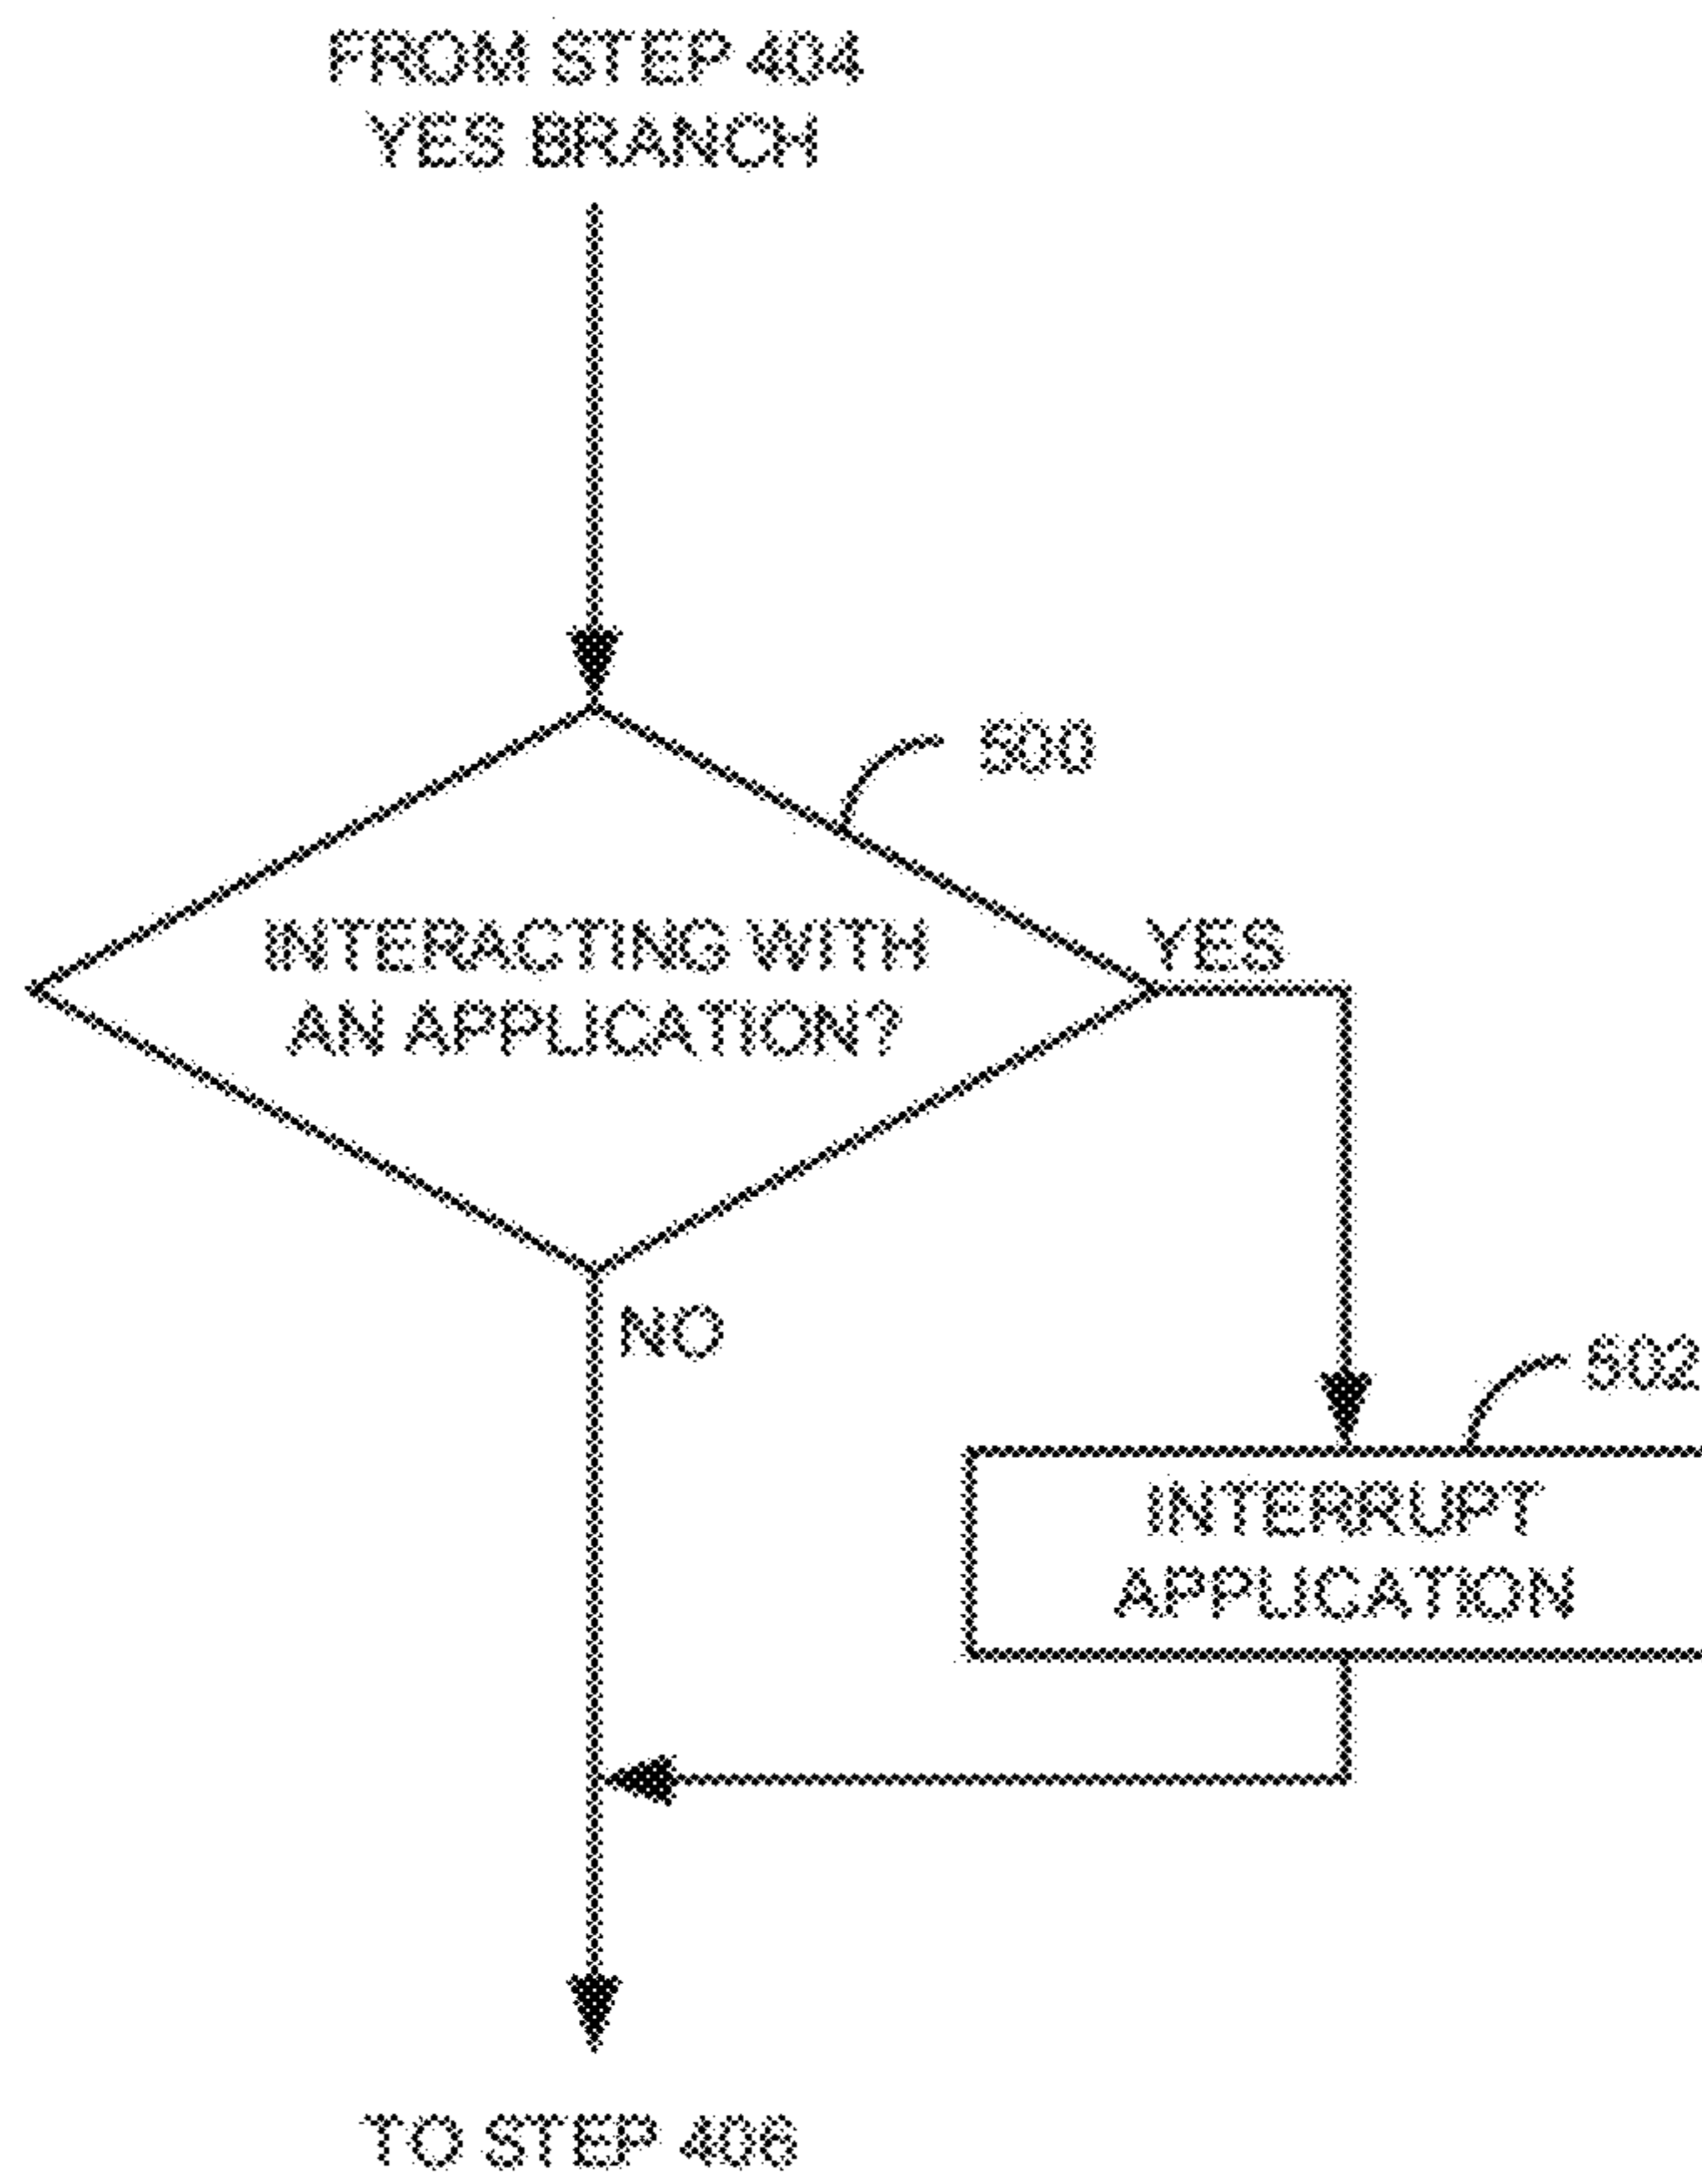 FROM STEP 404
YES BRANCH
500
INTERACTING WITH
AN APPLICATION?
YES
NO
502
INTERRUPT
APPLICATION
TO STEP 406